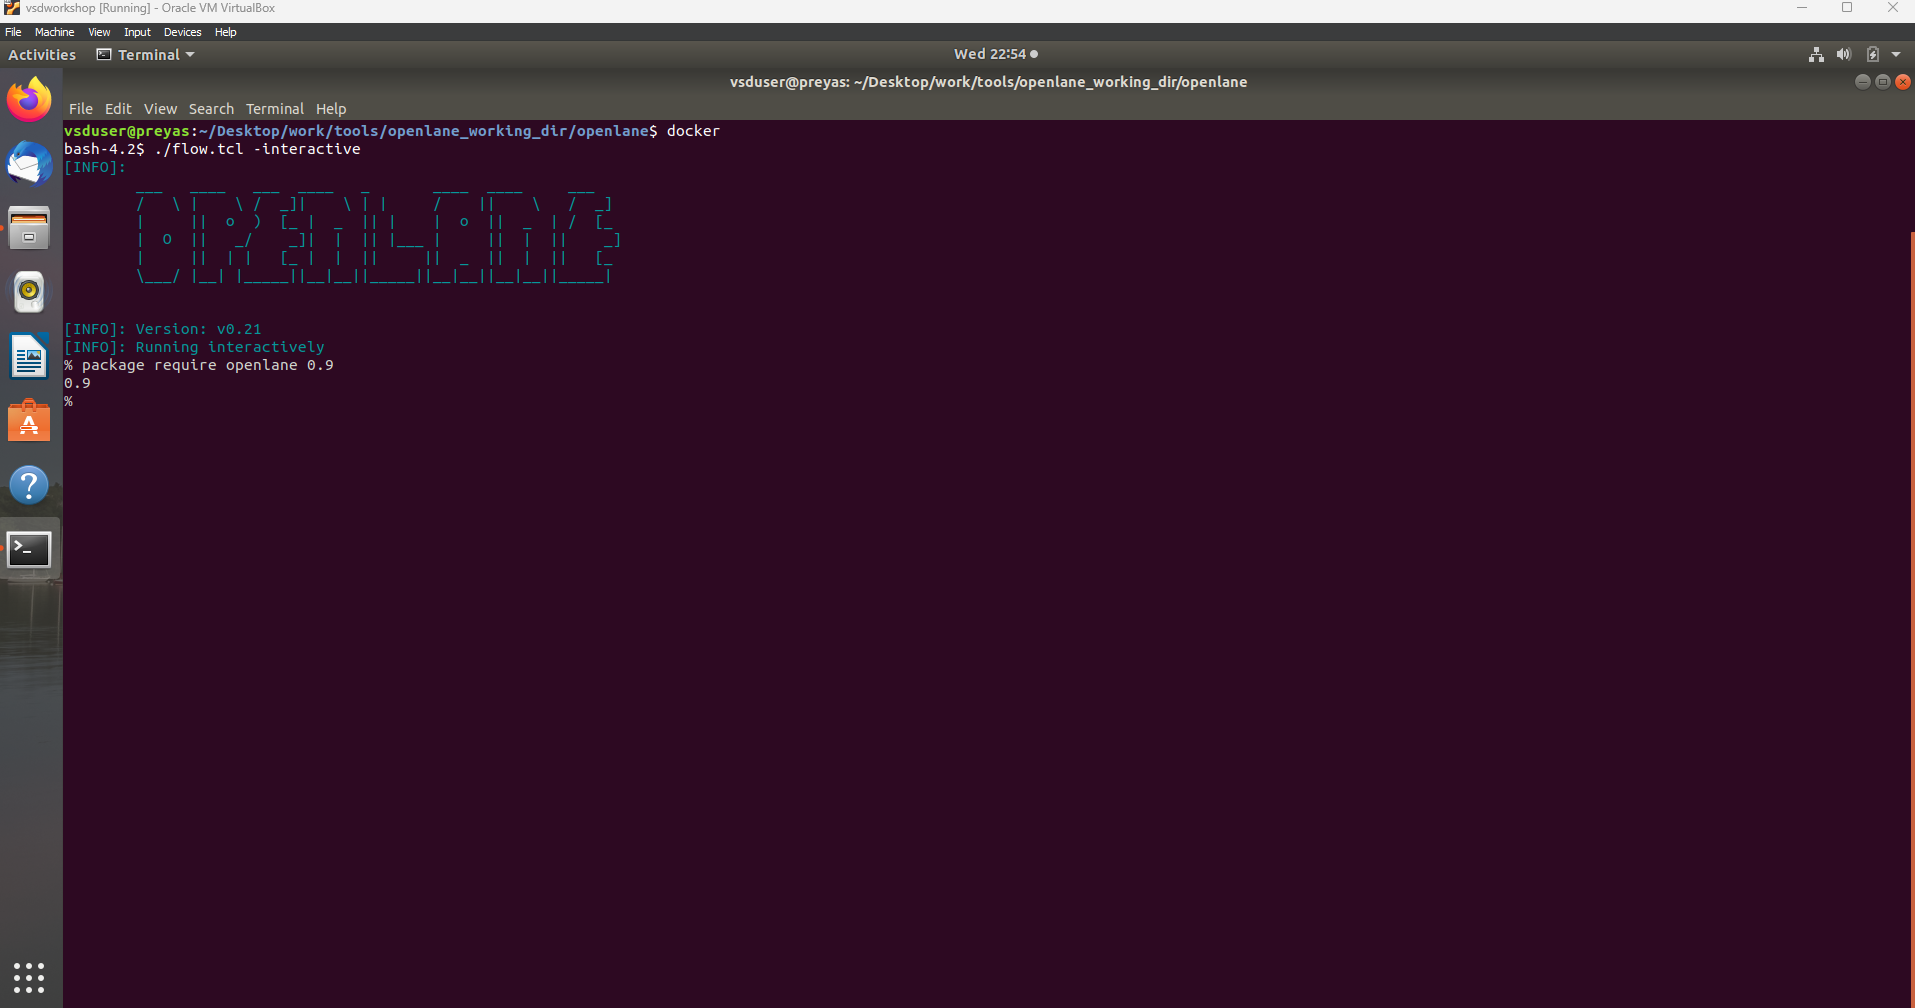 vsdworkshop [Running] - Oracle VM VirtualBox
File Machine View Input Devices Help
Activities Terminal Wed 22:54
vsduser@preyas: ~/Desktop/work/tools/openlane_working_dir/openlane
File Edit View Search Terminal Help
vsduser@preyas:~/Desktop/work/tools/openlane_working_dir/openlane$ docker
bash-4.2$ ./flow.tcl -interactive
[INFO]:
OPENLANE
[INFO]: Version: v0.21
[INFO]: Running interactively
% package require openlane 0.9
0.9
%